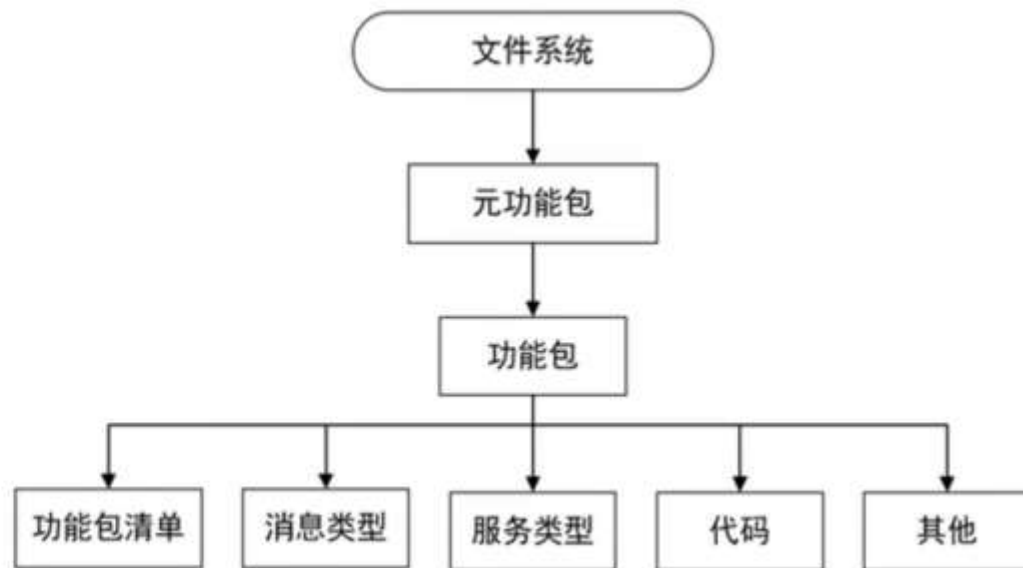 文件系统
元功能包
功能包
功能包清单
消息类型
服务类型
代码
其他